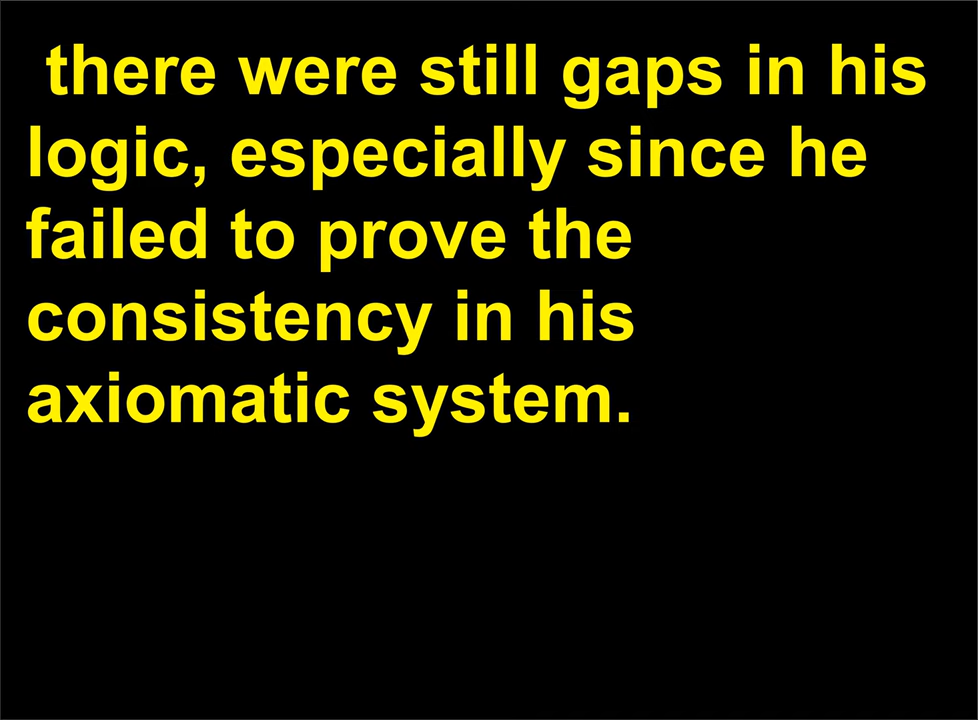 there were still gaps in his
logic, especially since he
failed to prove the
consistency in his
axiomatic system.